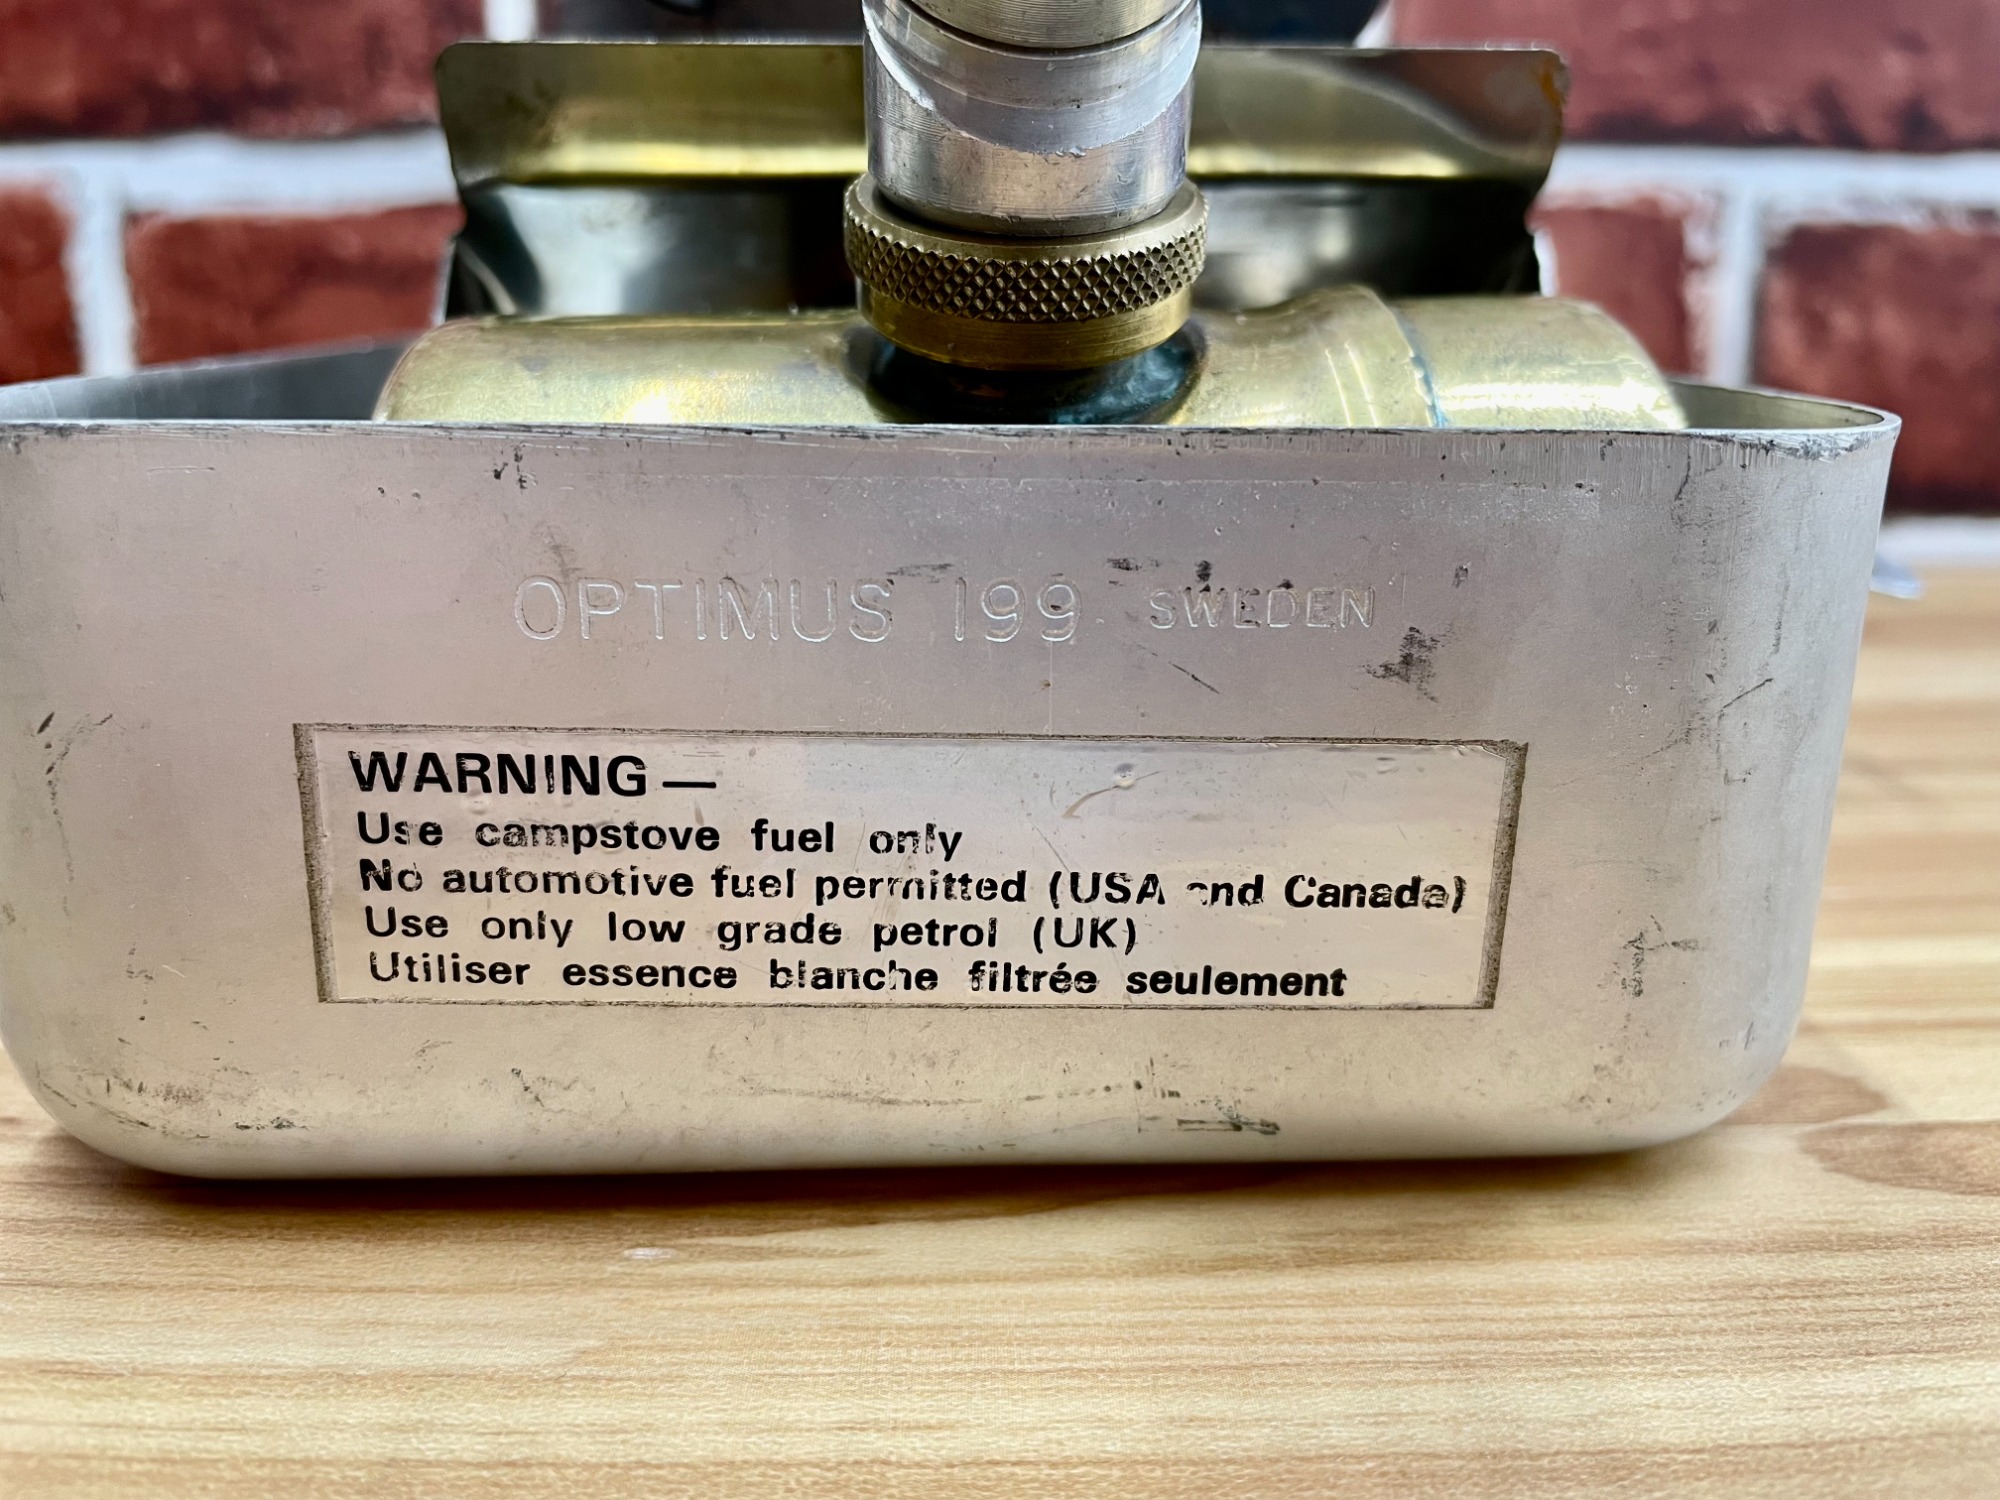 OPTIMUS 199 SWEDEN
WARNING —
Use campstove fuel only
No automotive fuel permitted (USA and Canada)
Use only low grade petrol (UK)
Utiliser essence blanche filtrée seulement